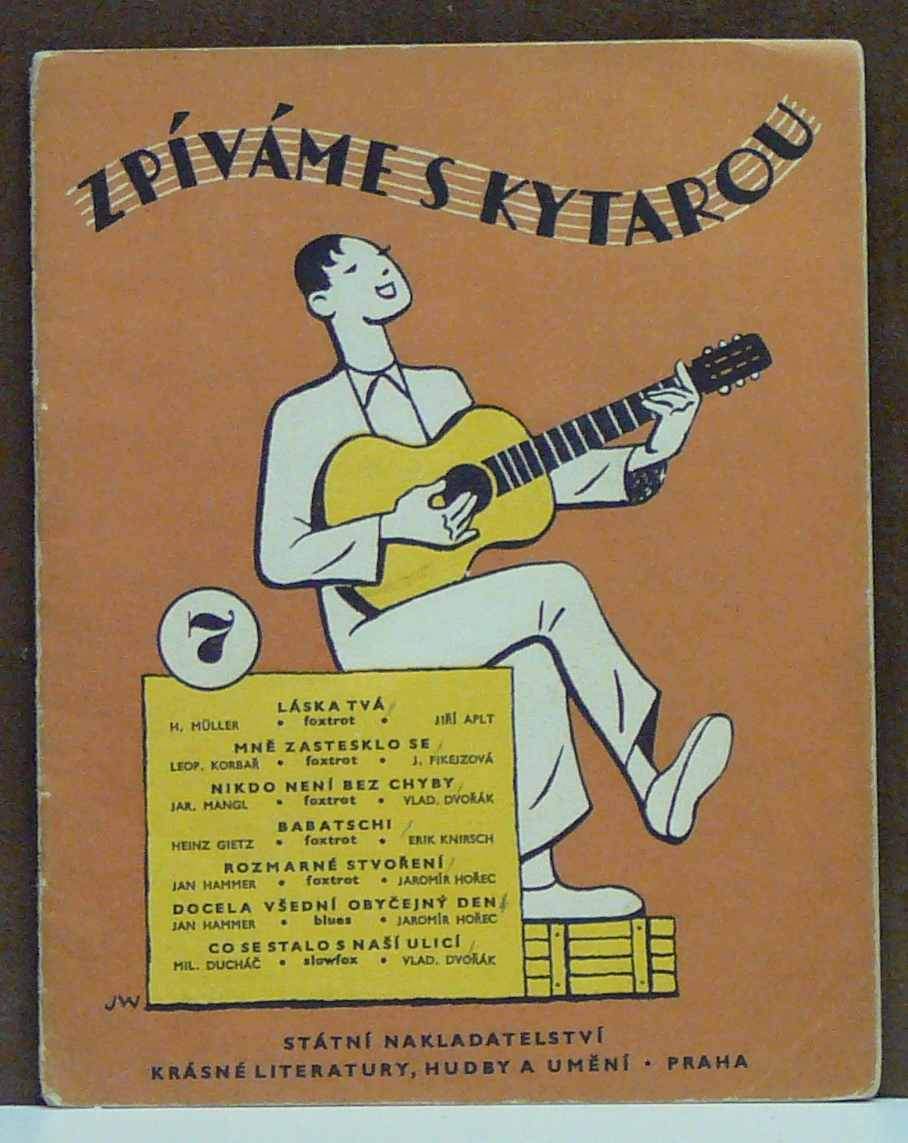 ZPÍVÁME S KYTAROU
7
LÁSKA TVÁ
H. MÜLLER • foxtrot • JIŘÍ APLT
MNĚ ZASTESKLO SE
LEOP. KORBAŘ • foxtrot • J. FIKEJZOVÁ
NIKDO NENÍ BEZ CHYBY
JAR. MANGL • foxtrot • VLAD. DVOŘÁK
BABATSCHI
HEINZ GIETZ • foxtrot • ERIK KNIRSCH
ROZMARNÉ STVOŘENÍ
JAN HAMMER • foxtrot • JAROMÍR HOŘEC
DOCELA VŠEDNÍ OBYČEJNÝ DEN
JAN HAMMER • blues • JAROMÍR HOŘEC
CO SE STALO S NAŠÍ ULICÍ
MIL. DUCHÁČ • slowfox • VLAD. DVOŘÁK
JW
STÁTNÍ NAKLADATELSTVÍ
KRÁSNÉ LITERATURY, HUDBY A UMĚNÍ • PRAHA